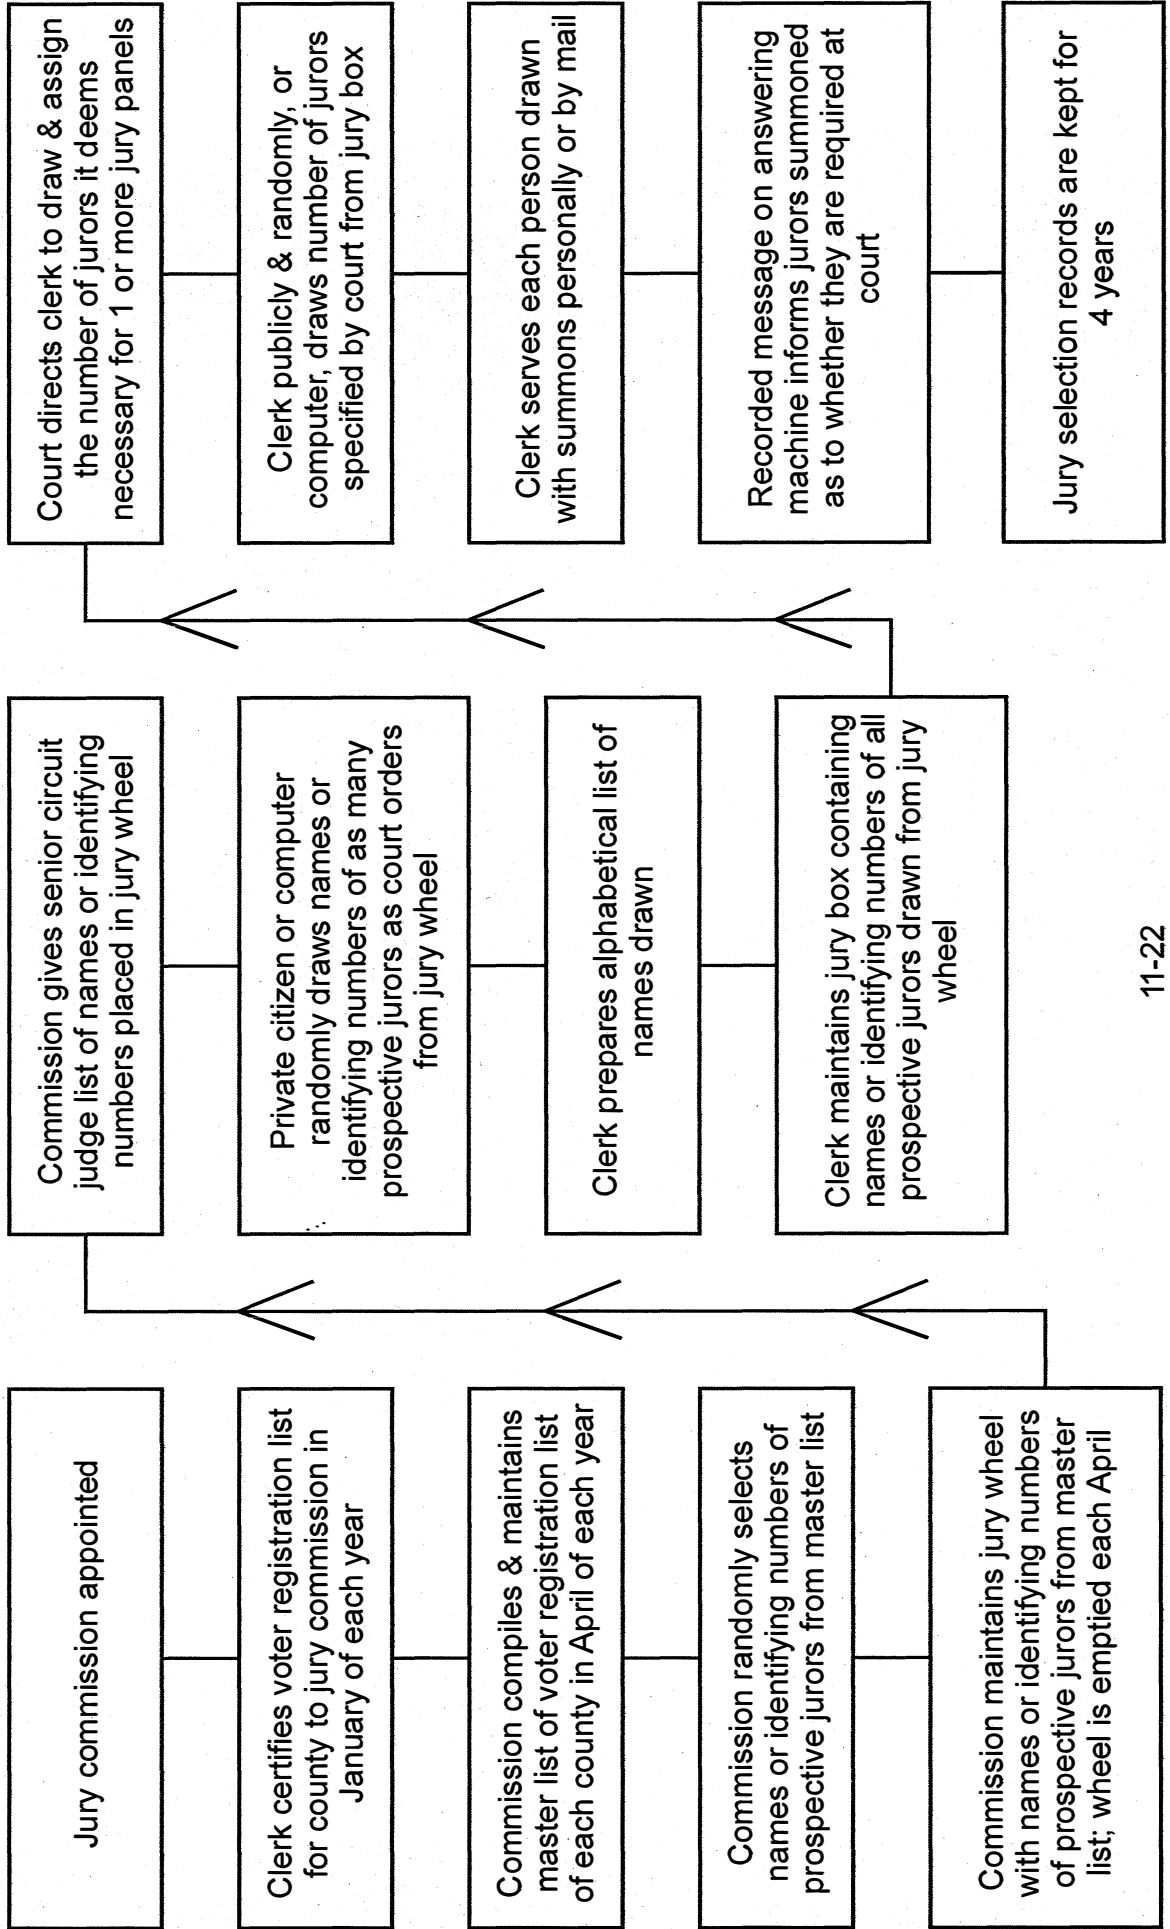 Jury commission appointed
Clerk certifies voter registration list
for county to jury commission in
January of each year
Commission compiles & maintains
master list of voter registration list
of each county in April of each year
Commission randomly selects
names or identifying numbers of
prospective jurors from master list
Commission maintains jury wheel
with names or identifying numbers
of prospective jurors from master
list; wheel is emptied each April
Commission gives senior circuit
judge list of names or identifying
numbers placed in jury wheel
Private citizen or computer
randomly draws names or
identifying numbers of as many
prospective jurors as court orders
from jury wheel
Clerk prepares alphabetical list of
names drawn
Clerk maintains jury box containing
names or identifying numbers of all
prospective jurors drawn from jury
wheel
Court directs clerk to draw & assign
the number of jurors it deems
necessary for 1 or more jury panels
Clerk publicly & randomly, or
computer, draws number of jurors
specified by court from jury box
Clerk serves each person drawn
with summons personally or by mail
Recorded message on answering
machine informs jurors summoned
as to whether they are required at
court
Jury selection records are kept for
4 years
11-22